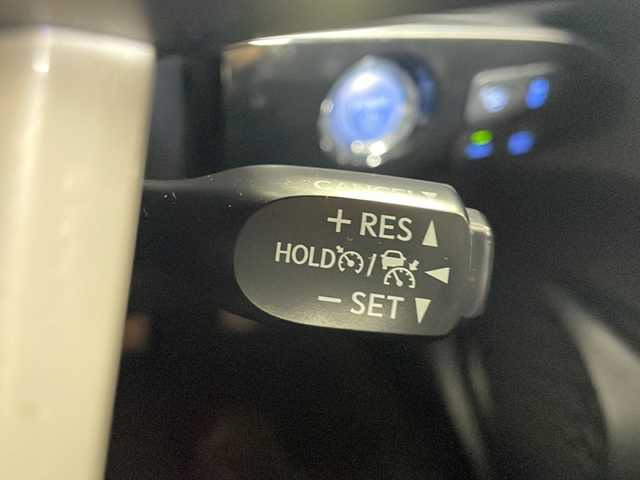 CANCEL
+ RES
HOLD /
− SET